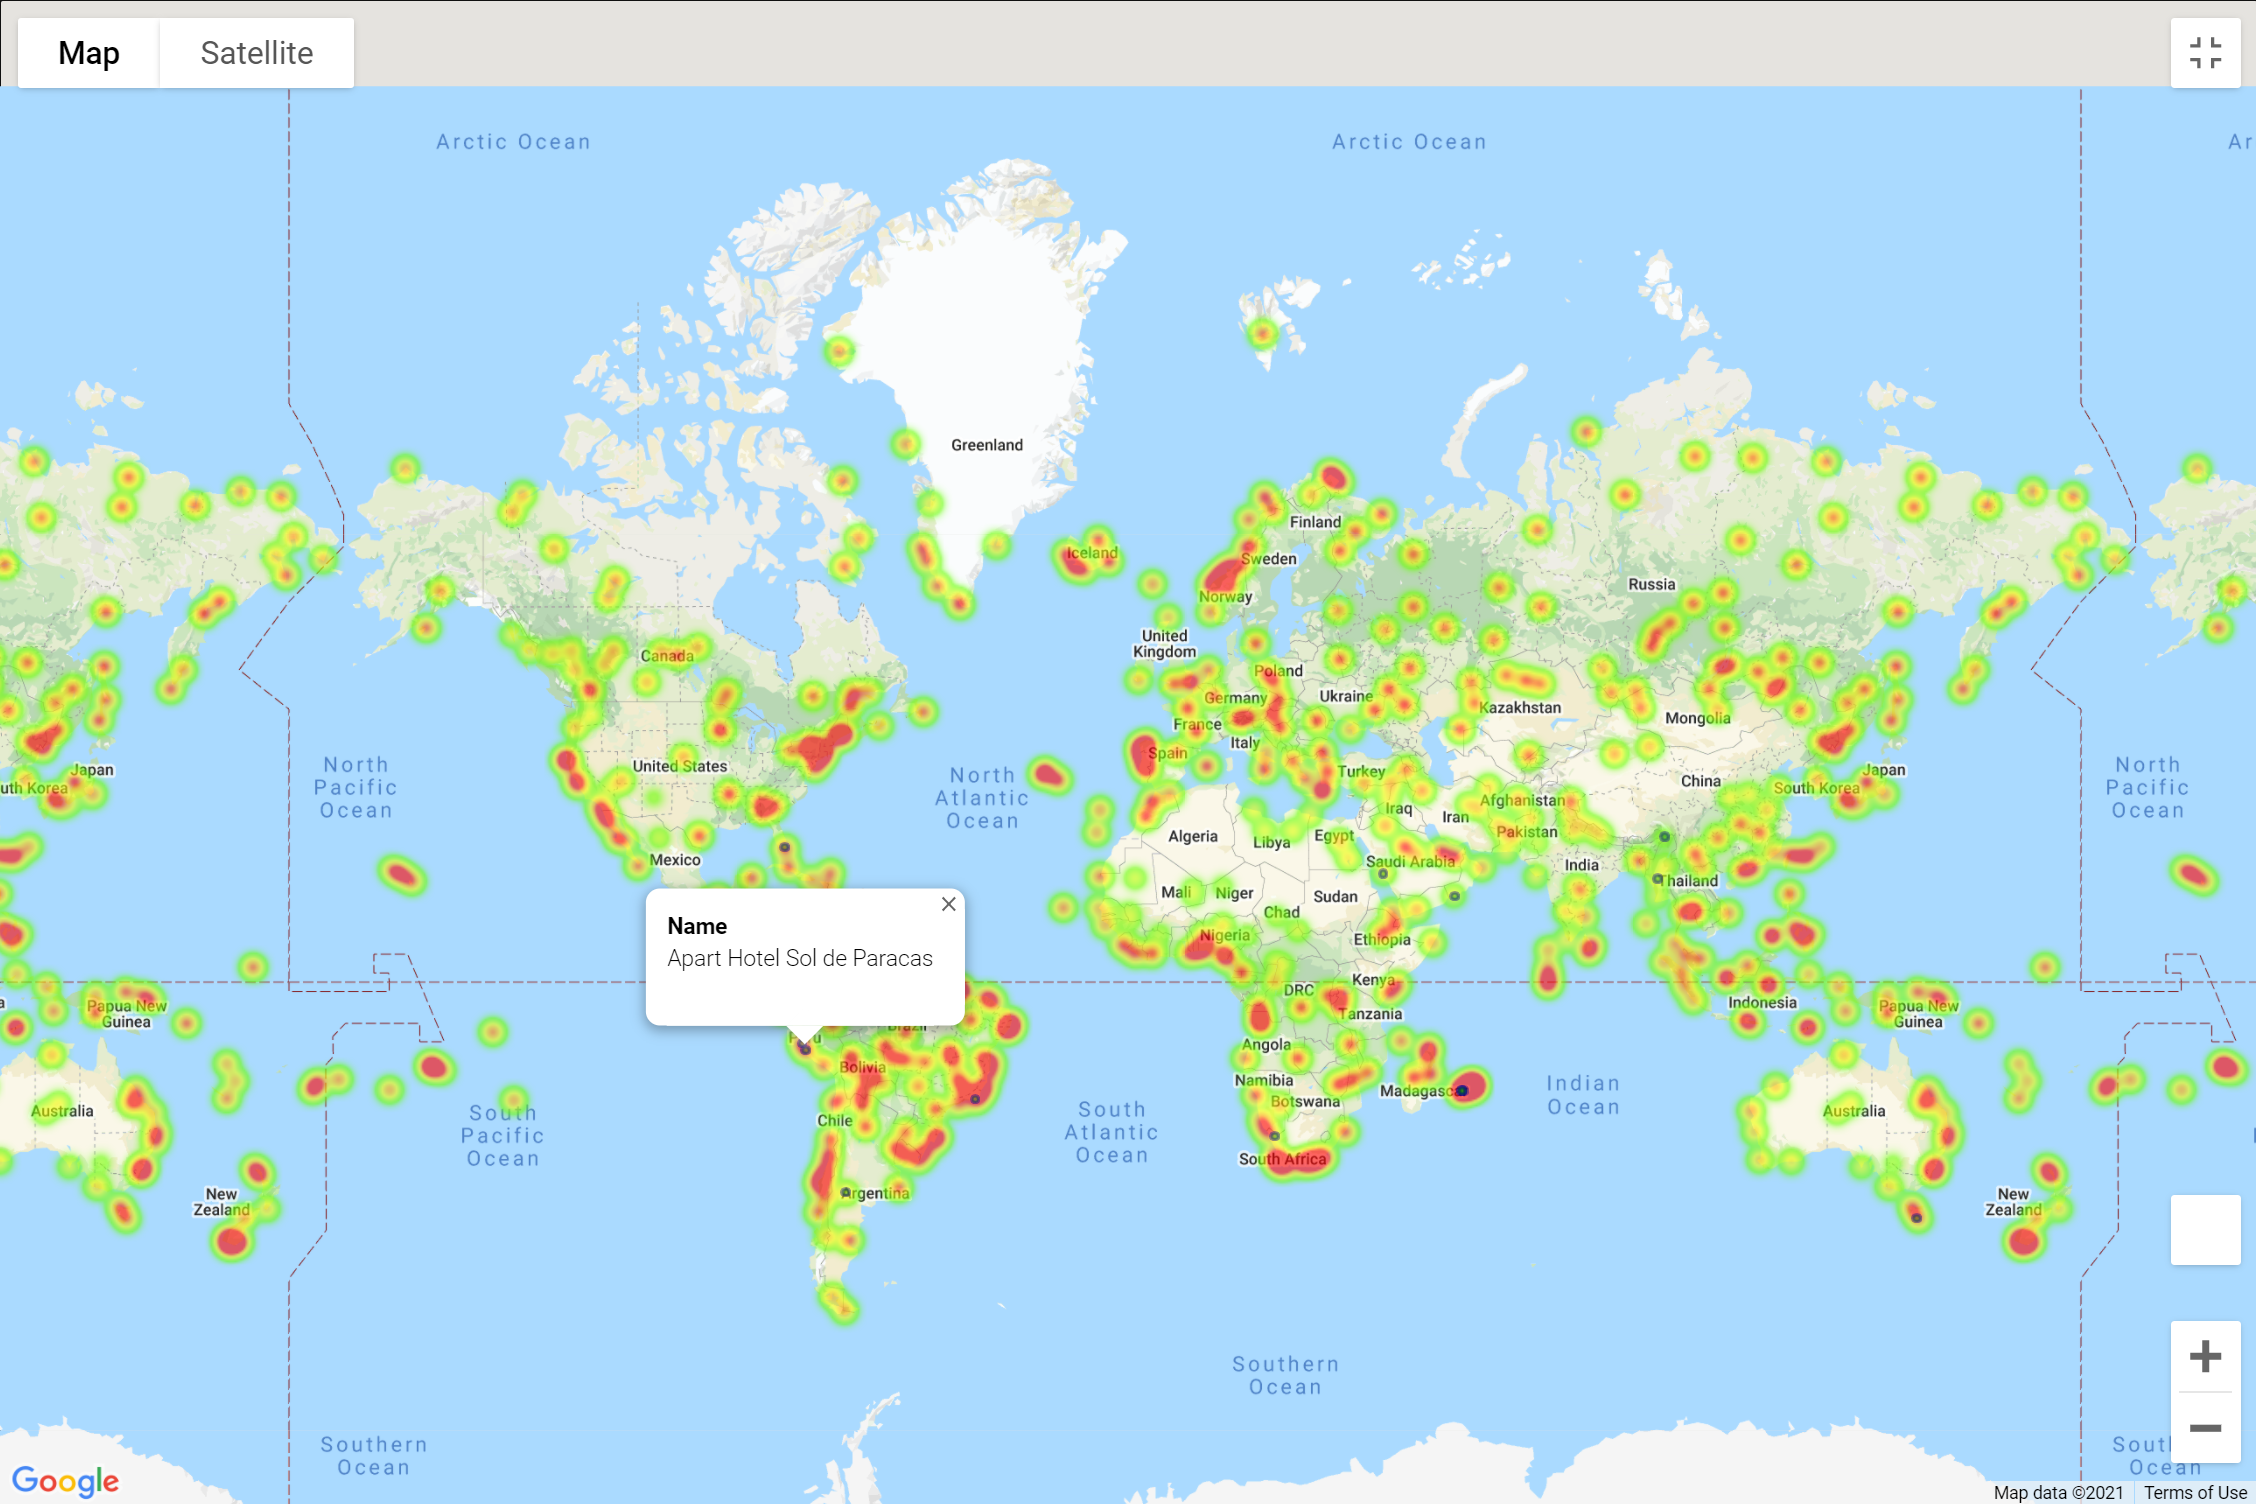 Map
Satellite
Arctic Ocean
Arctic Ocean
Ar
Greenland
Iceland
Finland
Sweden
Norway
Russia
United
Kingdom
Canada
Poland
Germany
Ukraine
Kazakhstan
Mongolia
France
Italy
Spain
United States
Turkey
Japan
uth Korea
North
Pacific
Ocean
North
Atlantic
Ocean
China
South Korea
Japan
North
Pacific
Ocean
Afghanistan
Iraq
Iran
Pakistan
Algeria
Libya
Egypt
Mexico
Saudi Arabia
India
Thailand
Mali
Niger
Sudan
Chad
Nigeria
Ethiopia
Name
Apart Hotel Sol de Paracas
Kenya
DRC
Tanzania
Papua New
Guinea
Indonesia
Papua New
Guinea
Brazil
Peru
Angola
Bolivia
Namibia
Botswana
Madagasc
Indian
Ocean
Australia
South
Pacific
Ocean
Chile
South
Atlantic
Ocean
Australia
South Africa
New
Zealand
Argentina
New
Zealand
Southern
Ocean
Southern
Ocean
Sout
Ocean
Google
Map data ©2021
Terms of Use